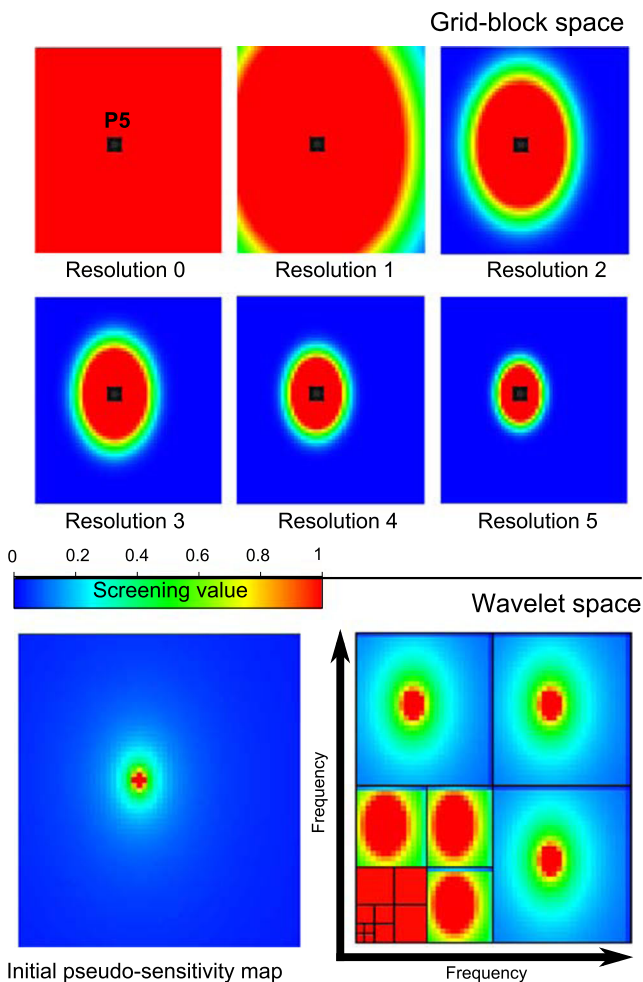 Grid-block space
P5
Resolution 0
Resolution 1
Resolution 2
Resolution 3
Resolution 4
Resolution 5
0 0.2 0.4 0.6 0.8 1
Screening value
Wavelet space
Frequency
Initial pseudo-sensitivity map
Frequency